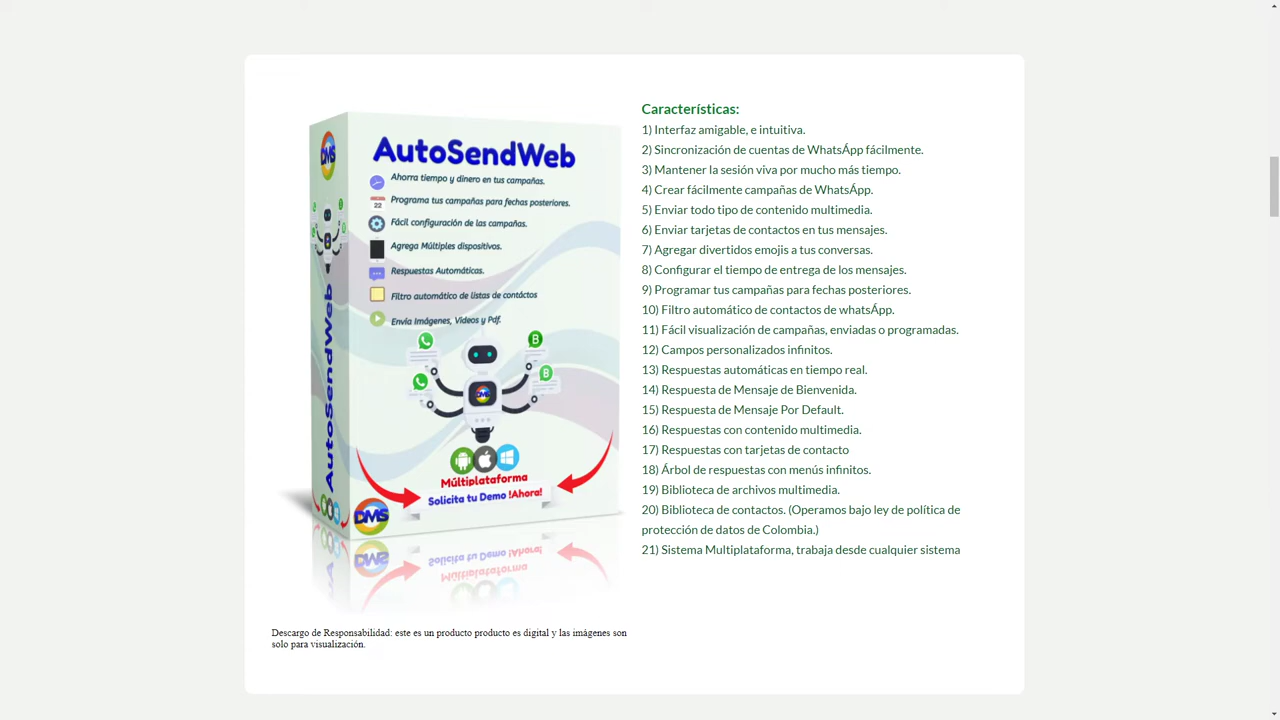 AutoSendWeb
Ahorra tiempo y dinero en tus campañas.
22
Programa tus campañas para fechas posteriores.
Fácil configuración de las campañas.
Agrega Múltiples dispositivos.
Respuestas Automáticas.
Filtro automático de listas de contáctos
Envía Imágenes, Videos y Pdf.
B
B
DMS
Múltiplataforma
Solicita tu Demo !Ahora!
DMS
DMS
AutoSendWeb
Descargo de Responsabilidad: este es un producto producto es digital y las imágenes son
solo para visualización.
Características:
1) Interfaz amigable, e intuitiva.
2) Sincronización de cuentas de WhatsÁpp fácilmente.
3) Mantener la sesión viva por mucho más tiempo.
4) Crear fácilmente campañas de WhatsÁpp.
5) Enviar todo tipo de contenido multimedia.
6) Enviar tarjetas de contactos en tus mensajes.
7) Agregar divertidos emojis a tus conversas.
8) Configurar el tiempo de entrega de los mensajes.
9) Programar tus campañas para fechas posteriores.
10) Filtro automático de contactos de whatsÁpp.
11) Fácil visualización de campañas, enviadas o programadas.
12) Campos personalizados infinitos.
13) Respuestas automáticas en tiempo real.
14) Respuesta de Mensaje de Bienvenida.
15) Respuesta de Mensaje Por Default.
16) Respuestas con contenido multimedia.
17) Respuestas con tarjetas de contacto
18) Árbol de respuestas con menús infinitos.
19) Biblioteca de archivos multimedia.
20) Biblioteca de contactos. (Operamos bajo ley de política de
protección de datos de Colombia.)
21) Sistema Multiplataforma, trabaja desde cualquier sistema